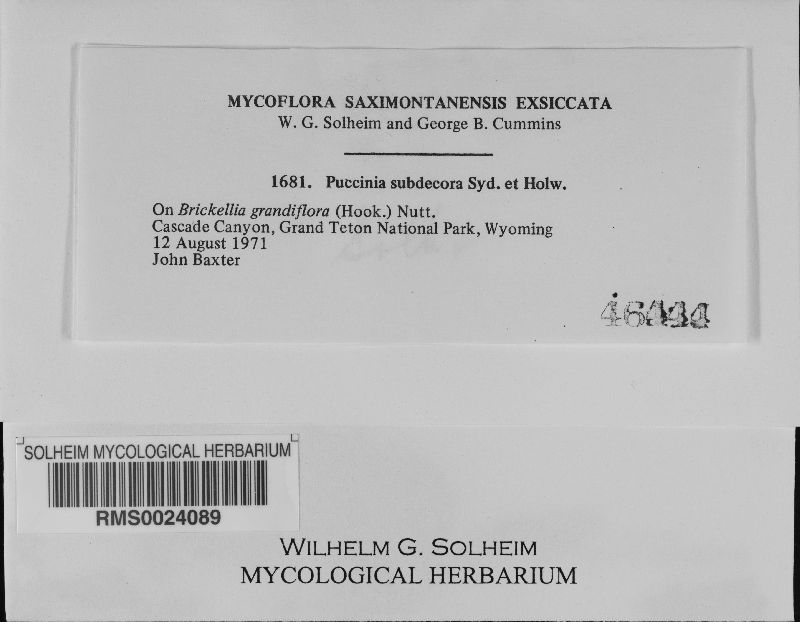 MYCOFLORA SAXIMONTANENSIS EXSICCATA
W. G. Solheim and George B. Cummins
1681. Puccinia subdecora Syd. et Holw.
On Brickellia grandiflora (Hook.) Nutt.
Cascade Canyon, Grand Teton National Park, Wyoming
12 August 1971
John Baxter
SOLHEIM MYCOLOGICAL HERBARIUM
RMS0024089
WILHELM G. SOLHEIM
MYCOLOGICAL HERBARIUM